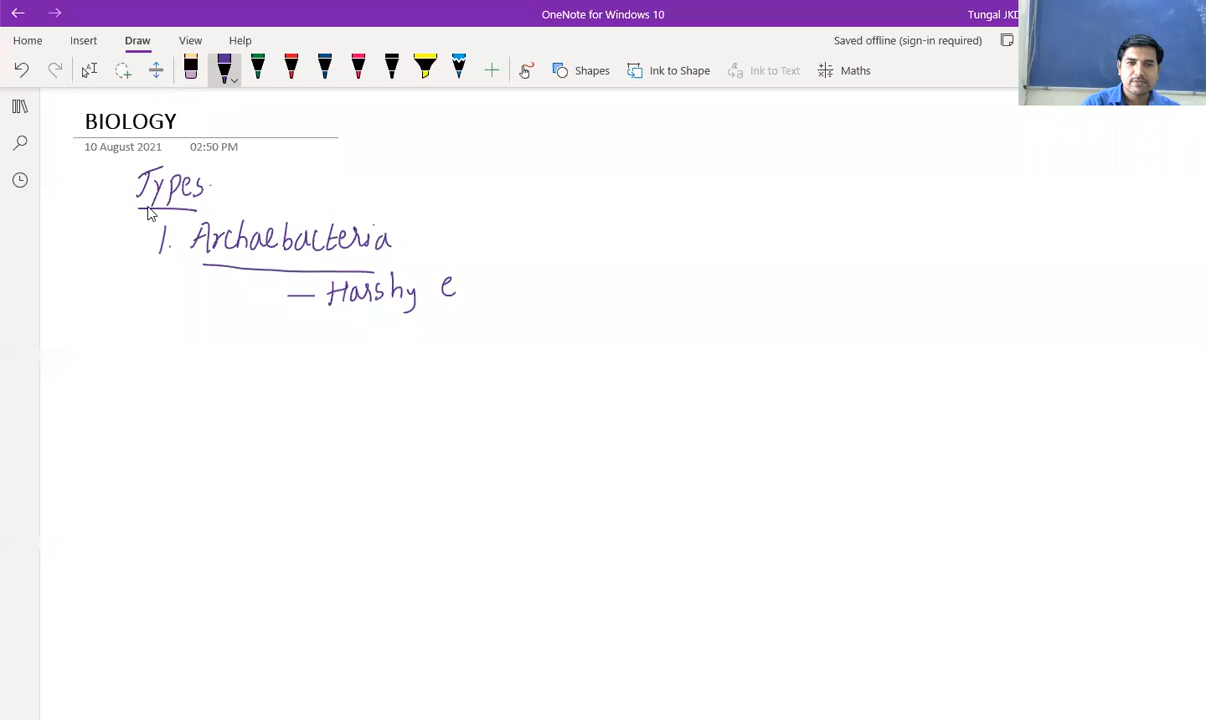 OneNote for Windows 10
Tungal JKD
Home Insert Draw View Help
Saved offline (sign-in required)
Shapes Ink to Shape Ink to Text Maths
BIOLOGY
10 August 2021 02:50 PM
Types.
1. Archaebacteria
— Harshy e